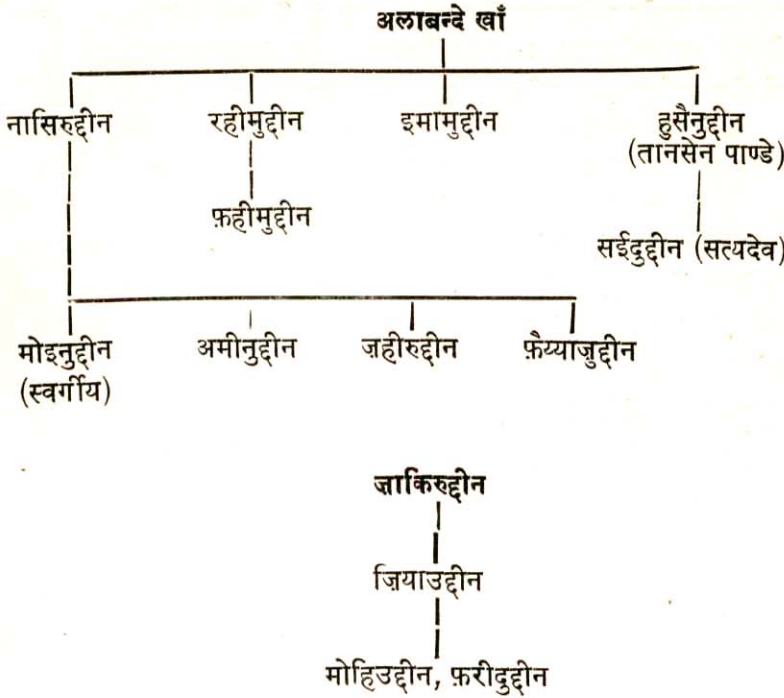 अलाबन्दे खाँ
नासिरुद्दीन रहीमुद्दीन इमामुद्दीन हुसैनुद्दीन
(तानसेन पाण्डे)
फ़हीमुद्दीन
सईदुद्दीन (सत्यदेव)
मोइनुद्दीन अमीनुद्दीन ज़हीरुद्दीन फ़ैय्याज़ुद्दीन
(स्वर्गीय)
ज़ाकिरुद्दीन
ज़ियाउद्दीन
मोहिउद्दीन, फ़रीदुद्दीन